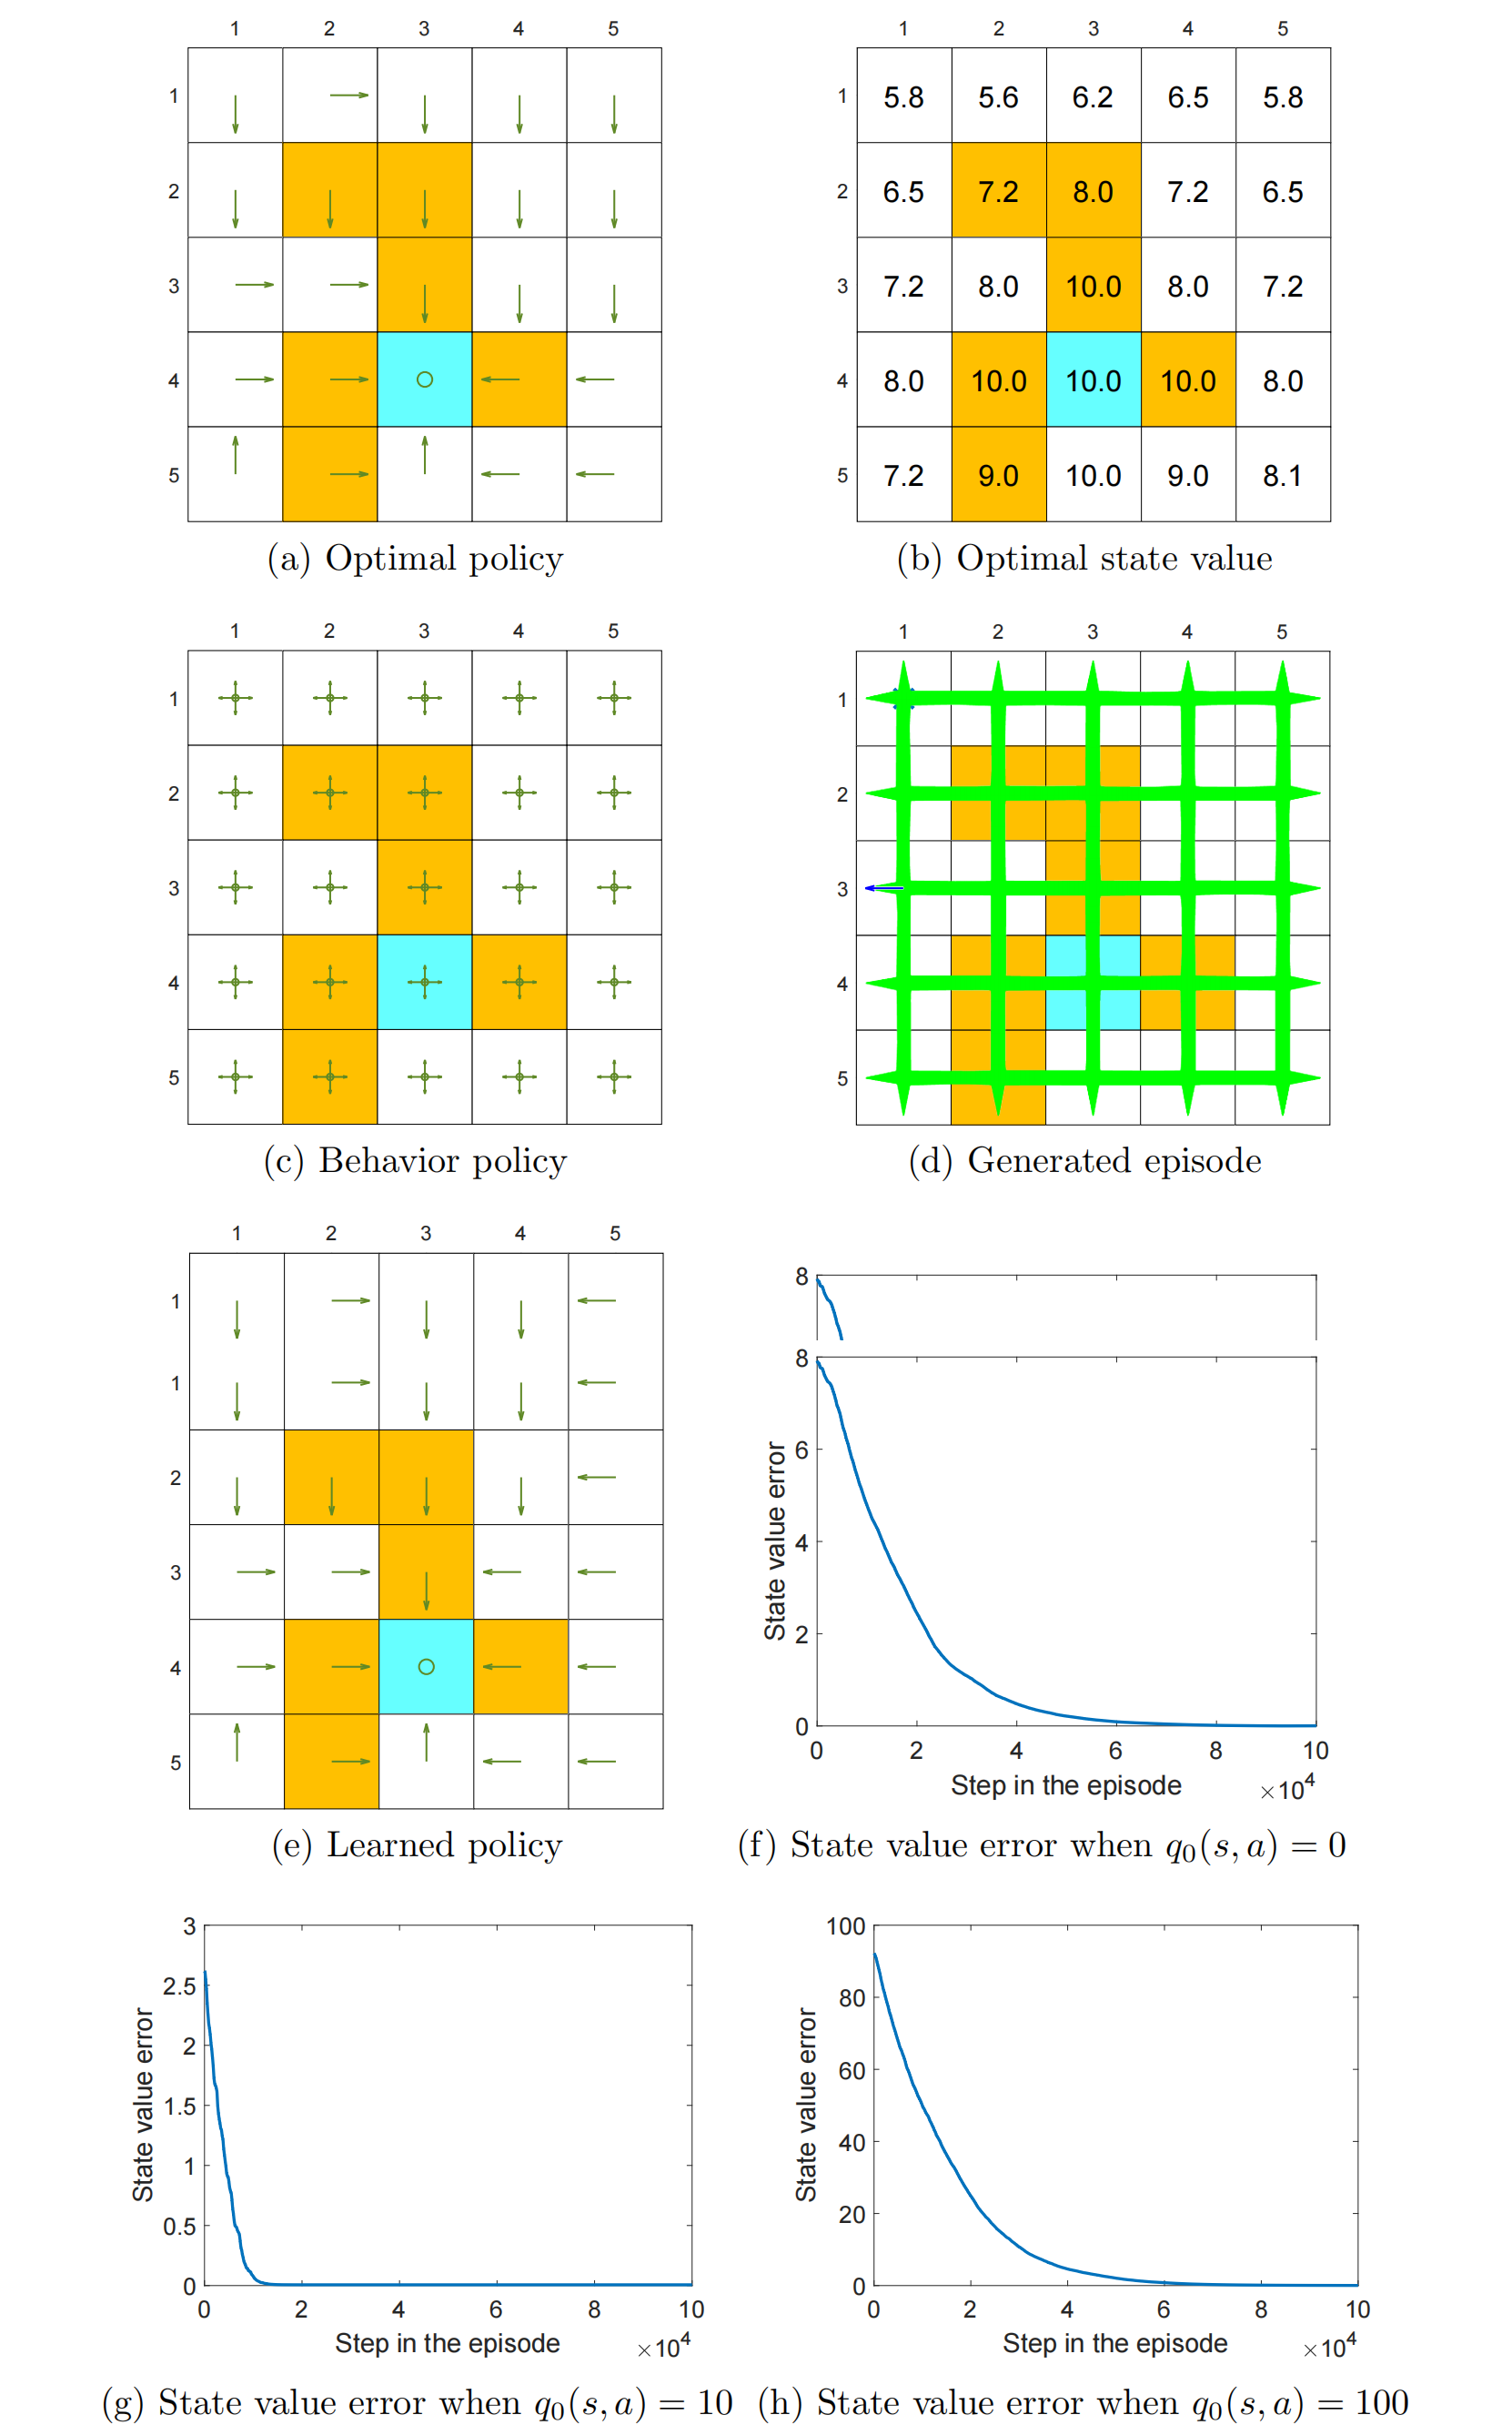 1 2 3 4 5
1
2
3
4
5
(a) Optimal policy
1 2 3 4 5
1 5.8 5.6 6.2 6.5 5.8
2 6.5 7.2 8.0 7.2 6.5
3 7.2 8.0 10.0 8.0 7.2
4 8.0 10.0 10.0 10.0 8.0
5 7.2 9.0 10.0 9.0 8.1
(b) Optimal state value
1 2 3 4 5
1
2
3
4
5
(c) Behavior policy
1 2 3 4 5
1
2
3
4
5
(d) Generated episode
1 2 3 4 5
1
1
2
3
4
5
(e) Learned policy
8
8
6
4
2
0
State value error
0 2 4 6 8 10
Step in the episode
×10⁴
(f) State value error when q₀(s, a) = 0
3
2.5
2
1.5
1
0.5
0
State value error
0 2 4 6 8 10
Step in the episode
×10⁴
(g) State value error when q₀(s, a) = 10
100
80
60
40
20
0
State value error
0 2 4 6 8 10
Step in the episode
×10⁴
(h) State value error when q₀(s, a) = 100